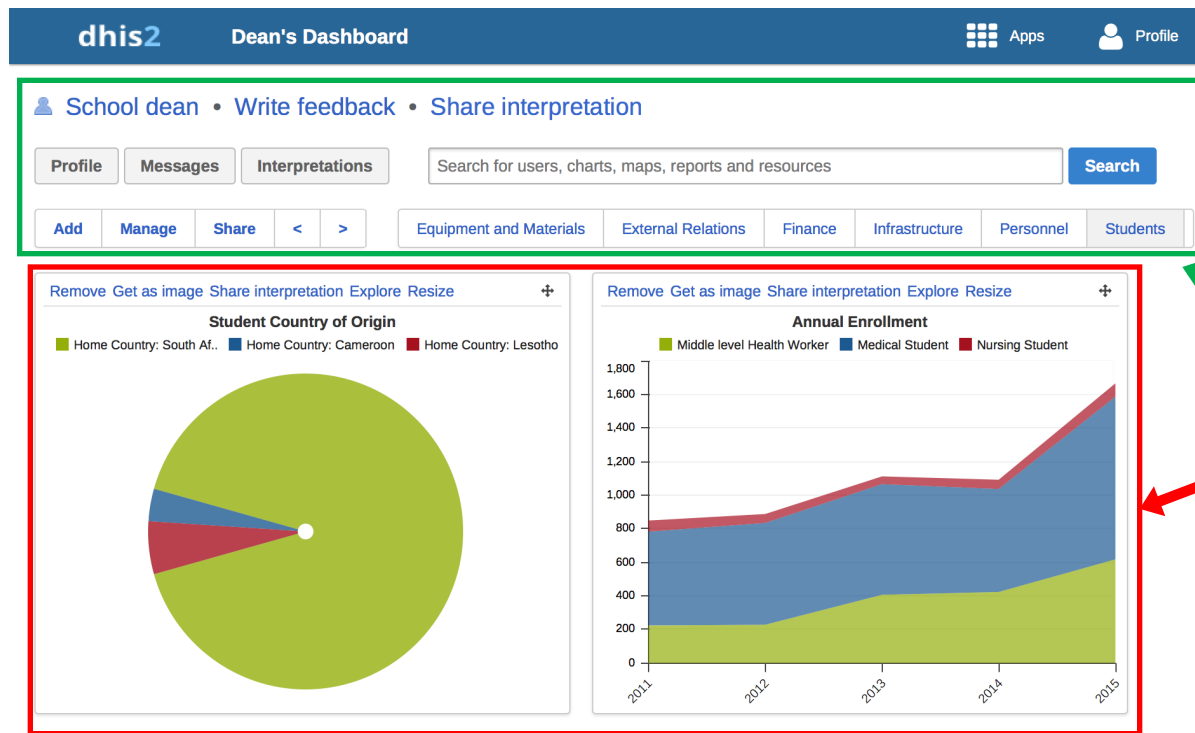 dhis2 Dean's Dashboard Apps Profile
School dean • Write feedback • Share interpretation
Profile Messages Interpretations Search for users, charts, maps, reports and resources Search
Add Manage Share < > Equipment and Materials External Relations Finance Infrastructure Personnel Students
Remove Get as image Share interpretation Explore Resize
Student Country of Origin
Home Country: South Af.. Home Country: Cameroon Home Country: Lesotho
Remove Get as image Share interpretation Explore Resize
Annual Enrollment
Middle level Health Worker Medical Student Nursing Student
1,800
1,600
1,400
1,200
1,000
800
600
400
200
0
2011 2012 2013 2014 2015